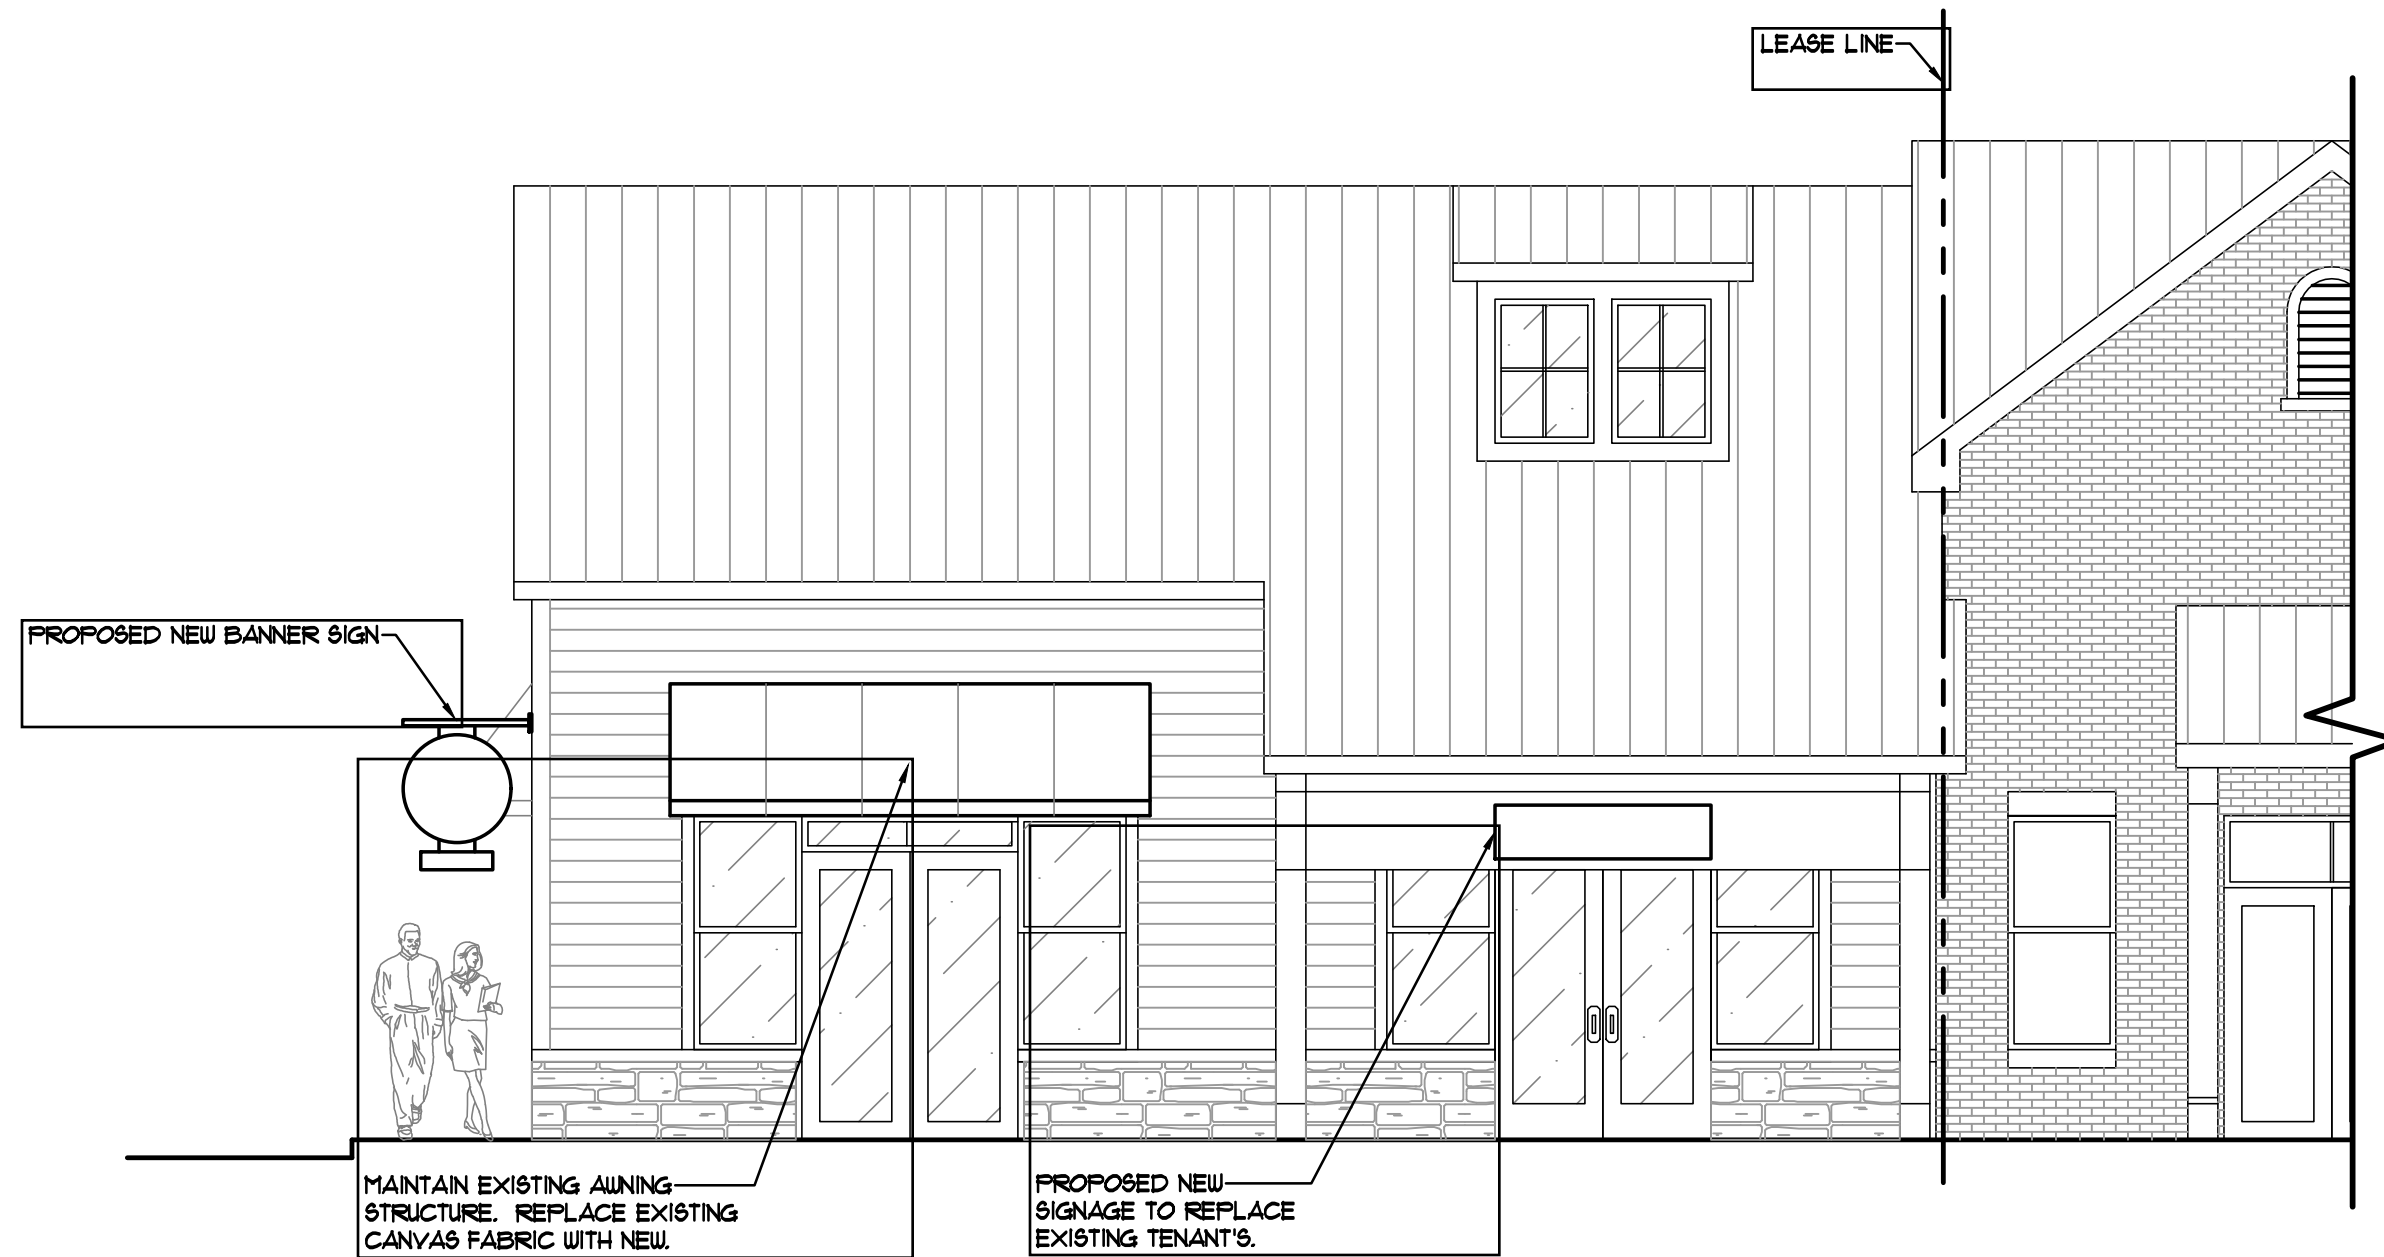 LEASE LINE
PROPOSED NEW BANNER SIGN
MAINTAIN EXISTING AWNING
STRUCTURE. REPLACE EXISTING
CANVAS FABRIC WITH NEW.
PROPOSED NEW
SIGNAGE TO REPLACE
EXISTING TENANT'S.